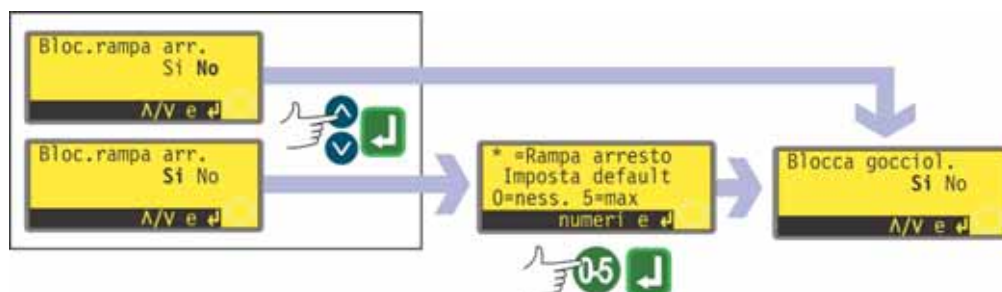 Bloc.rampa arr.
Si No
Λ/V e ↲
Bloc.rampa arr.
Si No
Λ/V e ↲
* =Rampa arresto
Imposta default
0=ness. 5=max
numeri e ↲
0-5
Blocca gocciol.
Si No
Λ/V e ↲